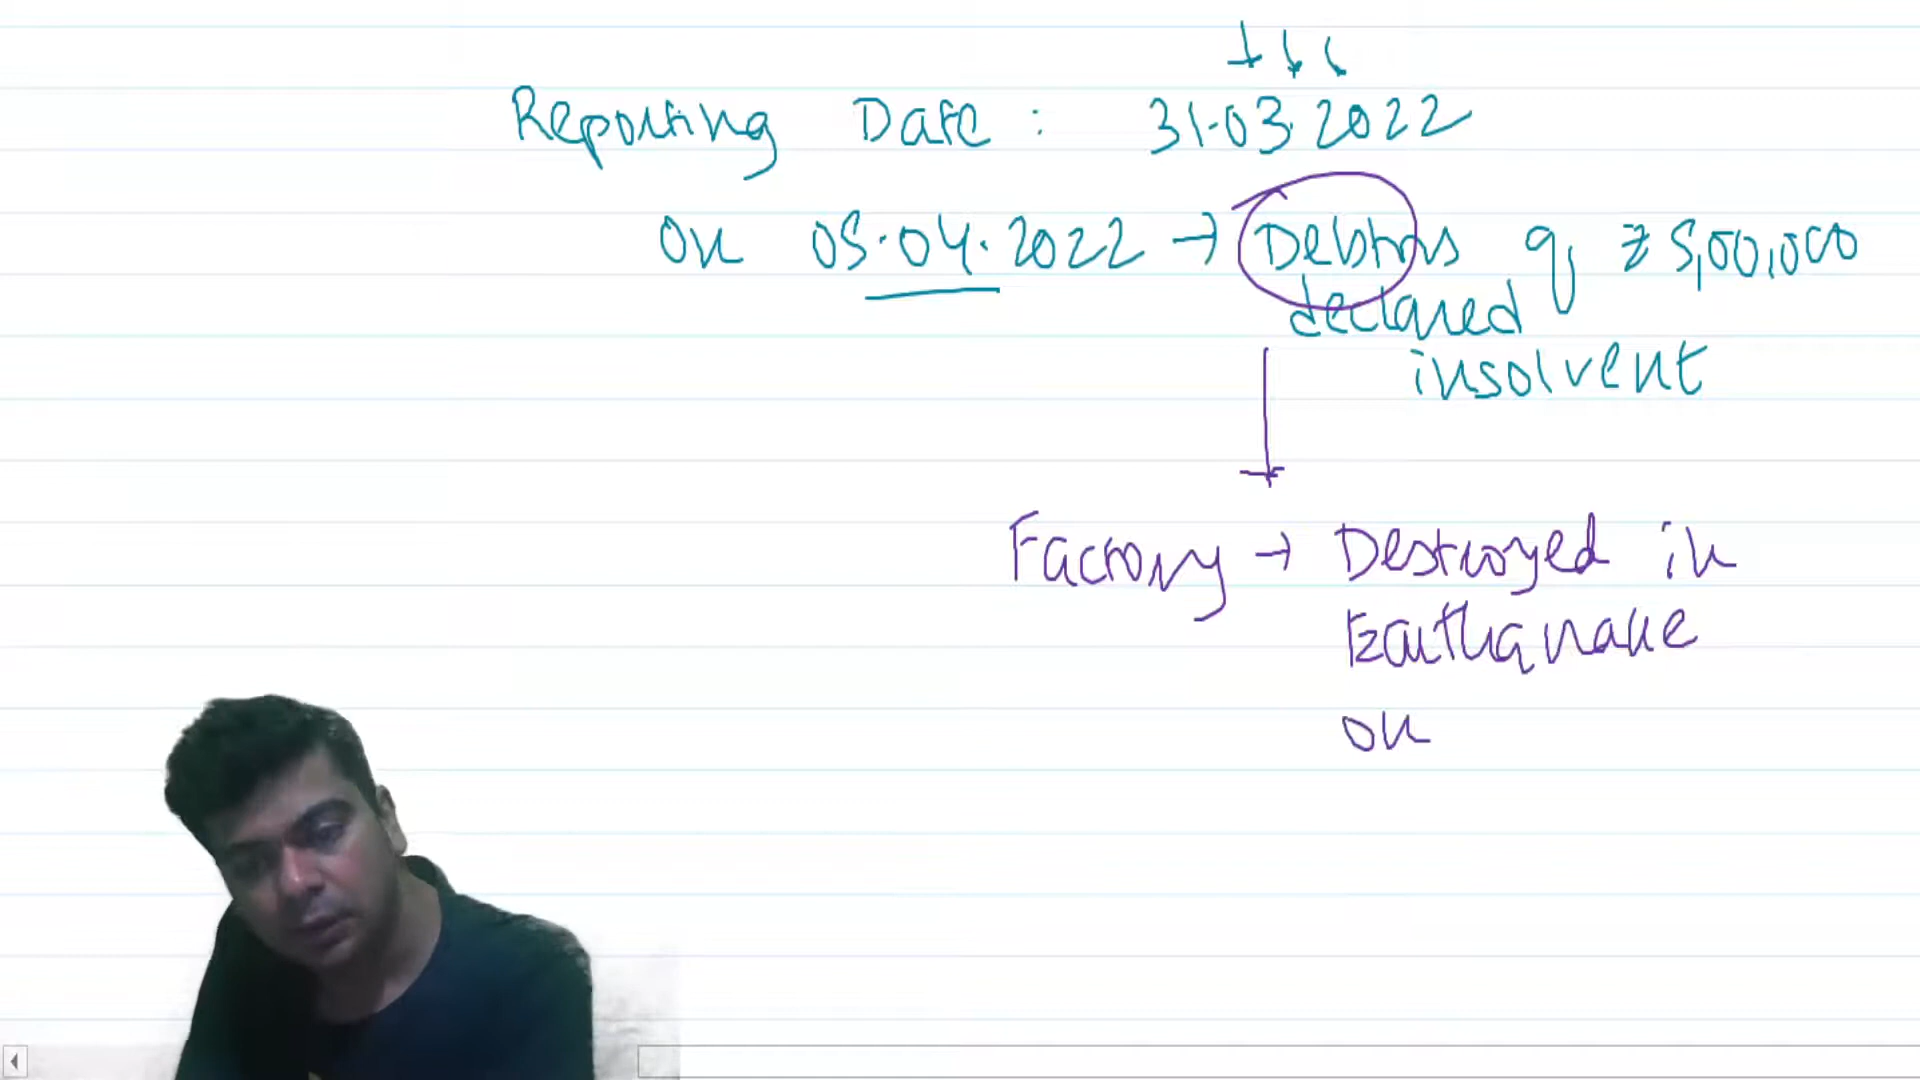 Reporting Date : 31.03.2022
On 05.04.2022 → Debtors of ₹ 5,00,000
declared
insolvent
Factory → Destroyed in
Earthquake
on